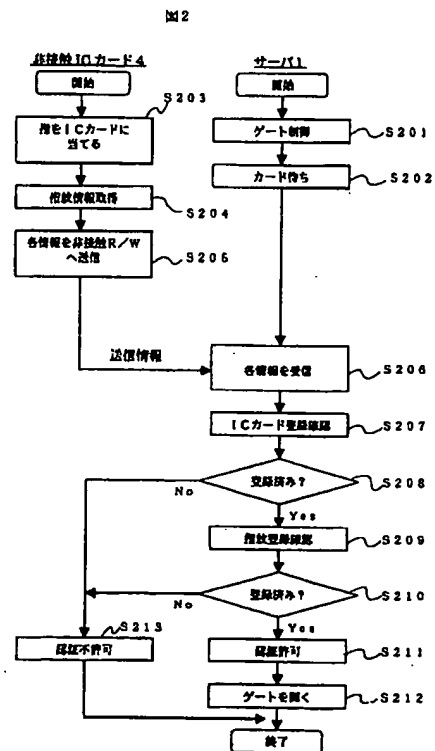 図2
非接触ICカード4
サーバ1
開始
開始
S203
指をICカードに
当てる
ゲート制御
S201
カード待ち
S202
指紋情報取得
S204
各情報を非接触R/W
へ送信
S205
送信情報
各情報を受信
S206
ICカード登録確認
S207
登録済み?
S208
No
Yes
指紋登録確認
S209
登録済み?
S210
No
Yes
S213
認証不許可
認証許可
S211
ゲートを開く
S212
終了